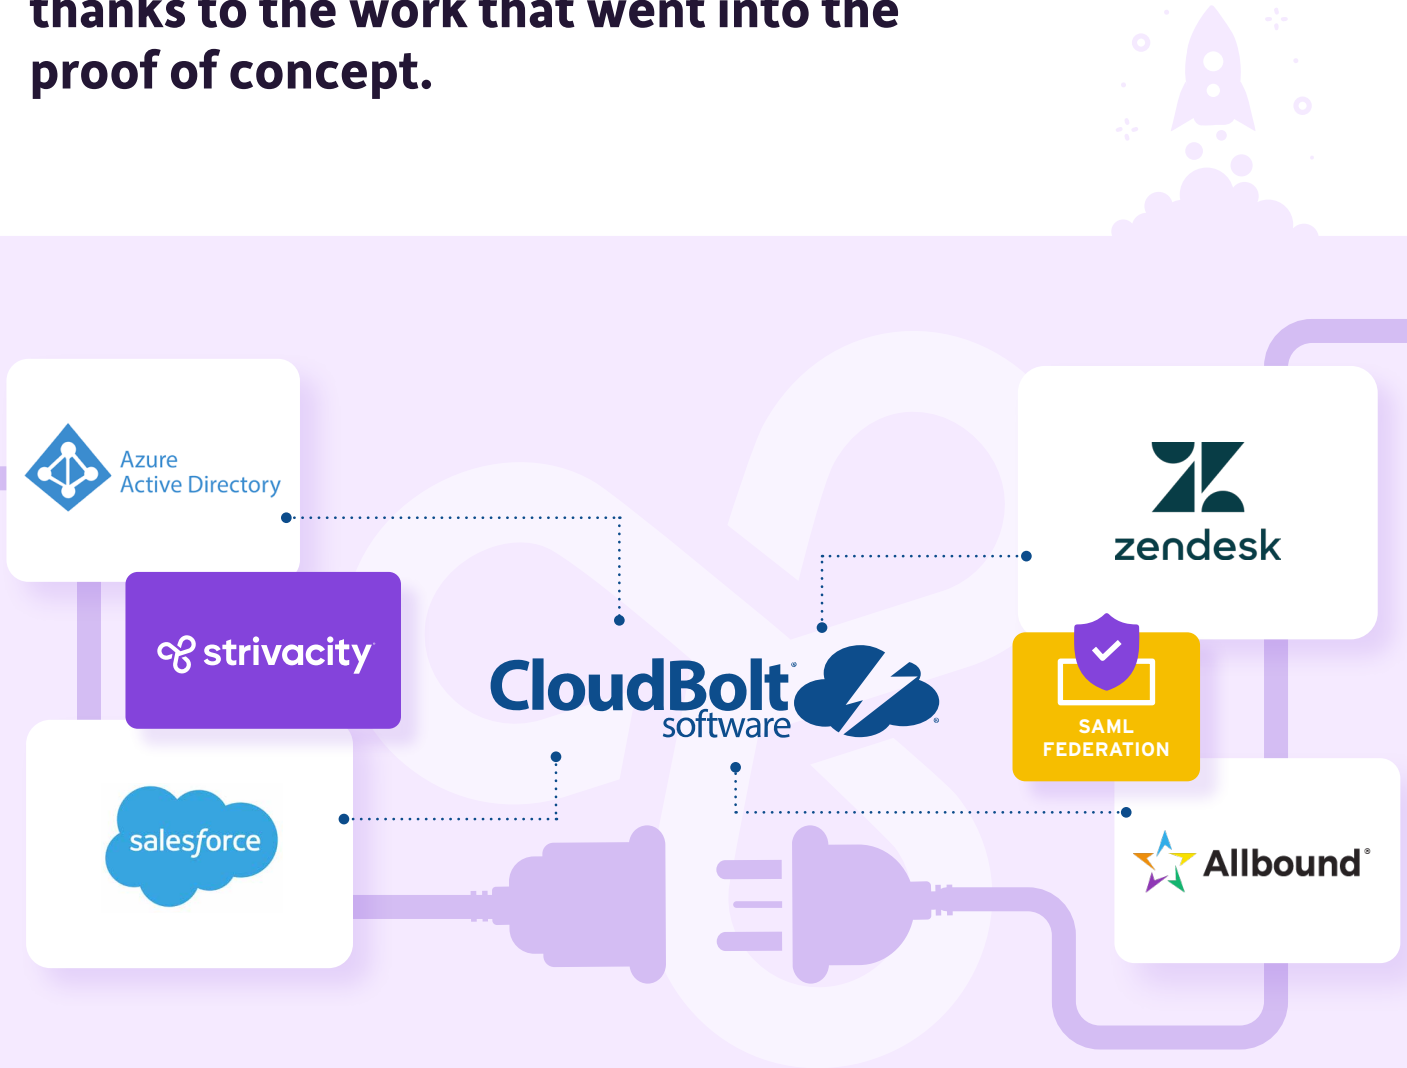 thanks to the work that went into the
proof of concept.
Azure
Active Directory
strivacity
salesforce
CloudBolt®
software
®
zendesk
SAML
FEDERATION
Allbound®